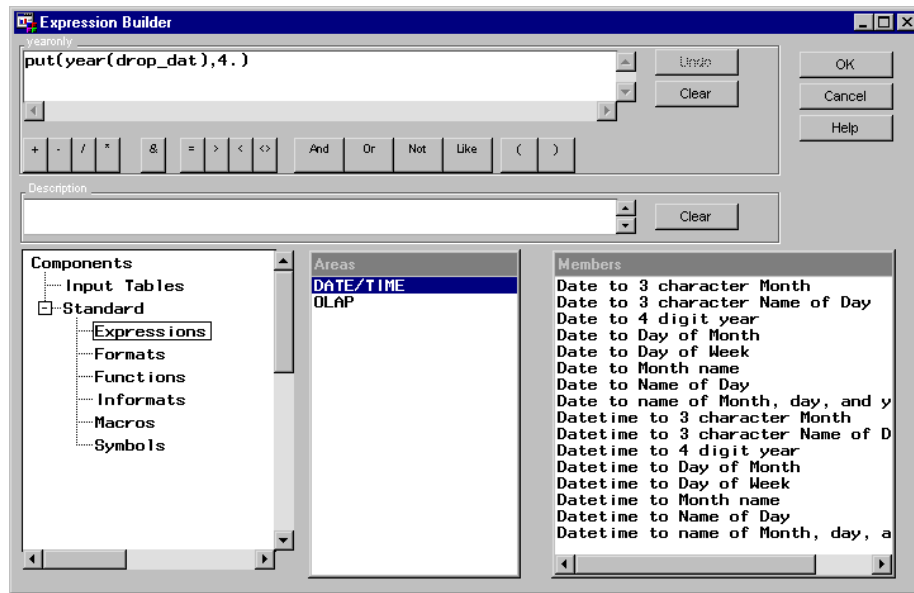 Expression Builder
yearonly
put(year(drop_dat),4.)
Undo
Clear
OK
Cancel
Help
+ - / * & = > < <> And Or Not Like ( )
Description
Clear
Components
Input Tables
Standard
Expressions
Formats
Functions
Informats
Macros
Symbols
Areas
DATE/TIME
OLAP
Members
Date to 3 character Month
Date to 3 character Name of Day
Date to 4 digit year
Date to Day of Month
Date to Day of Week
Date to Month name
Date to Name of Day
Date to name of Month, day, and y
Datetime to 3 character Month
Datetime to 3 character Name of D
Datetime to 4 digit year
Datetime to Day of Month
Datetime to Day of Week
Datetime to Month name
Datetime to Name of Day
Datetime to name of Month, day, a